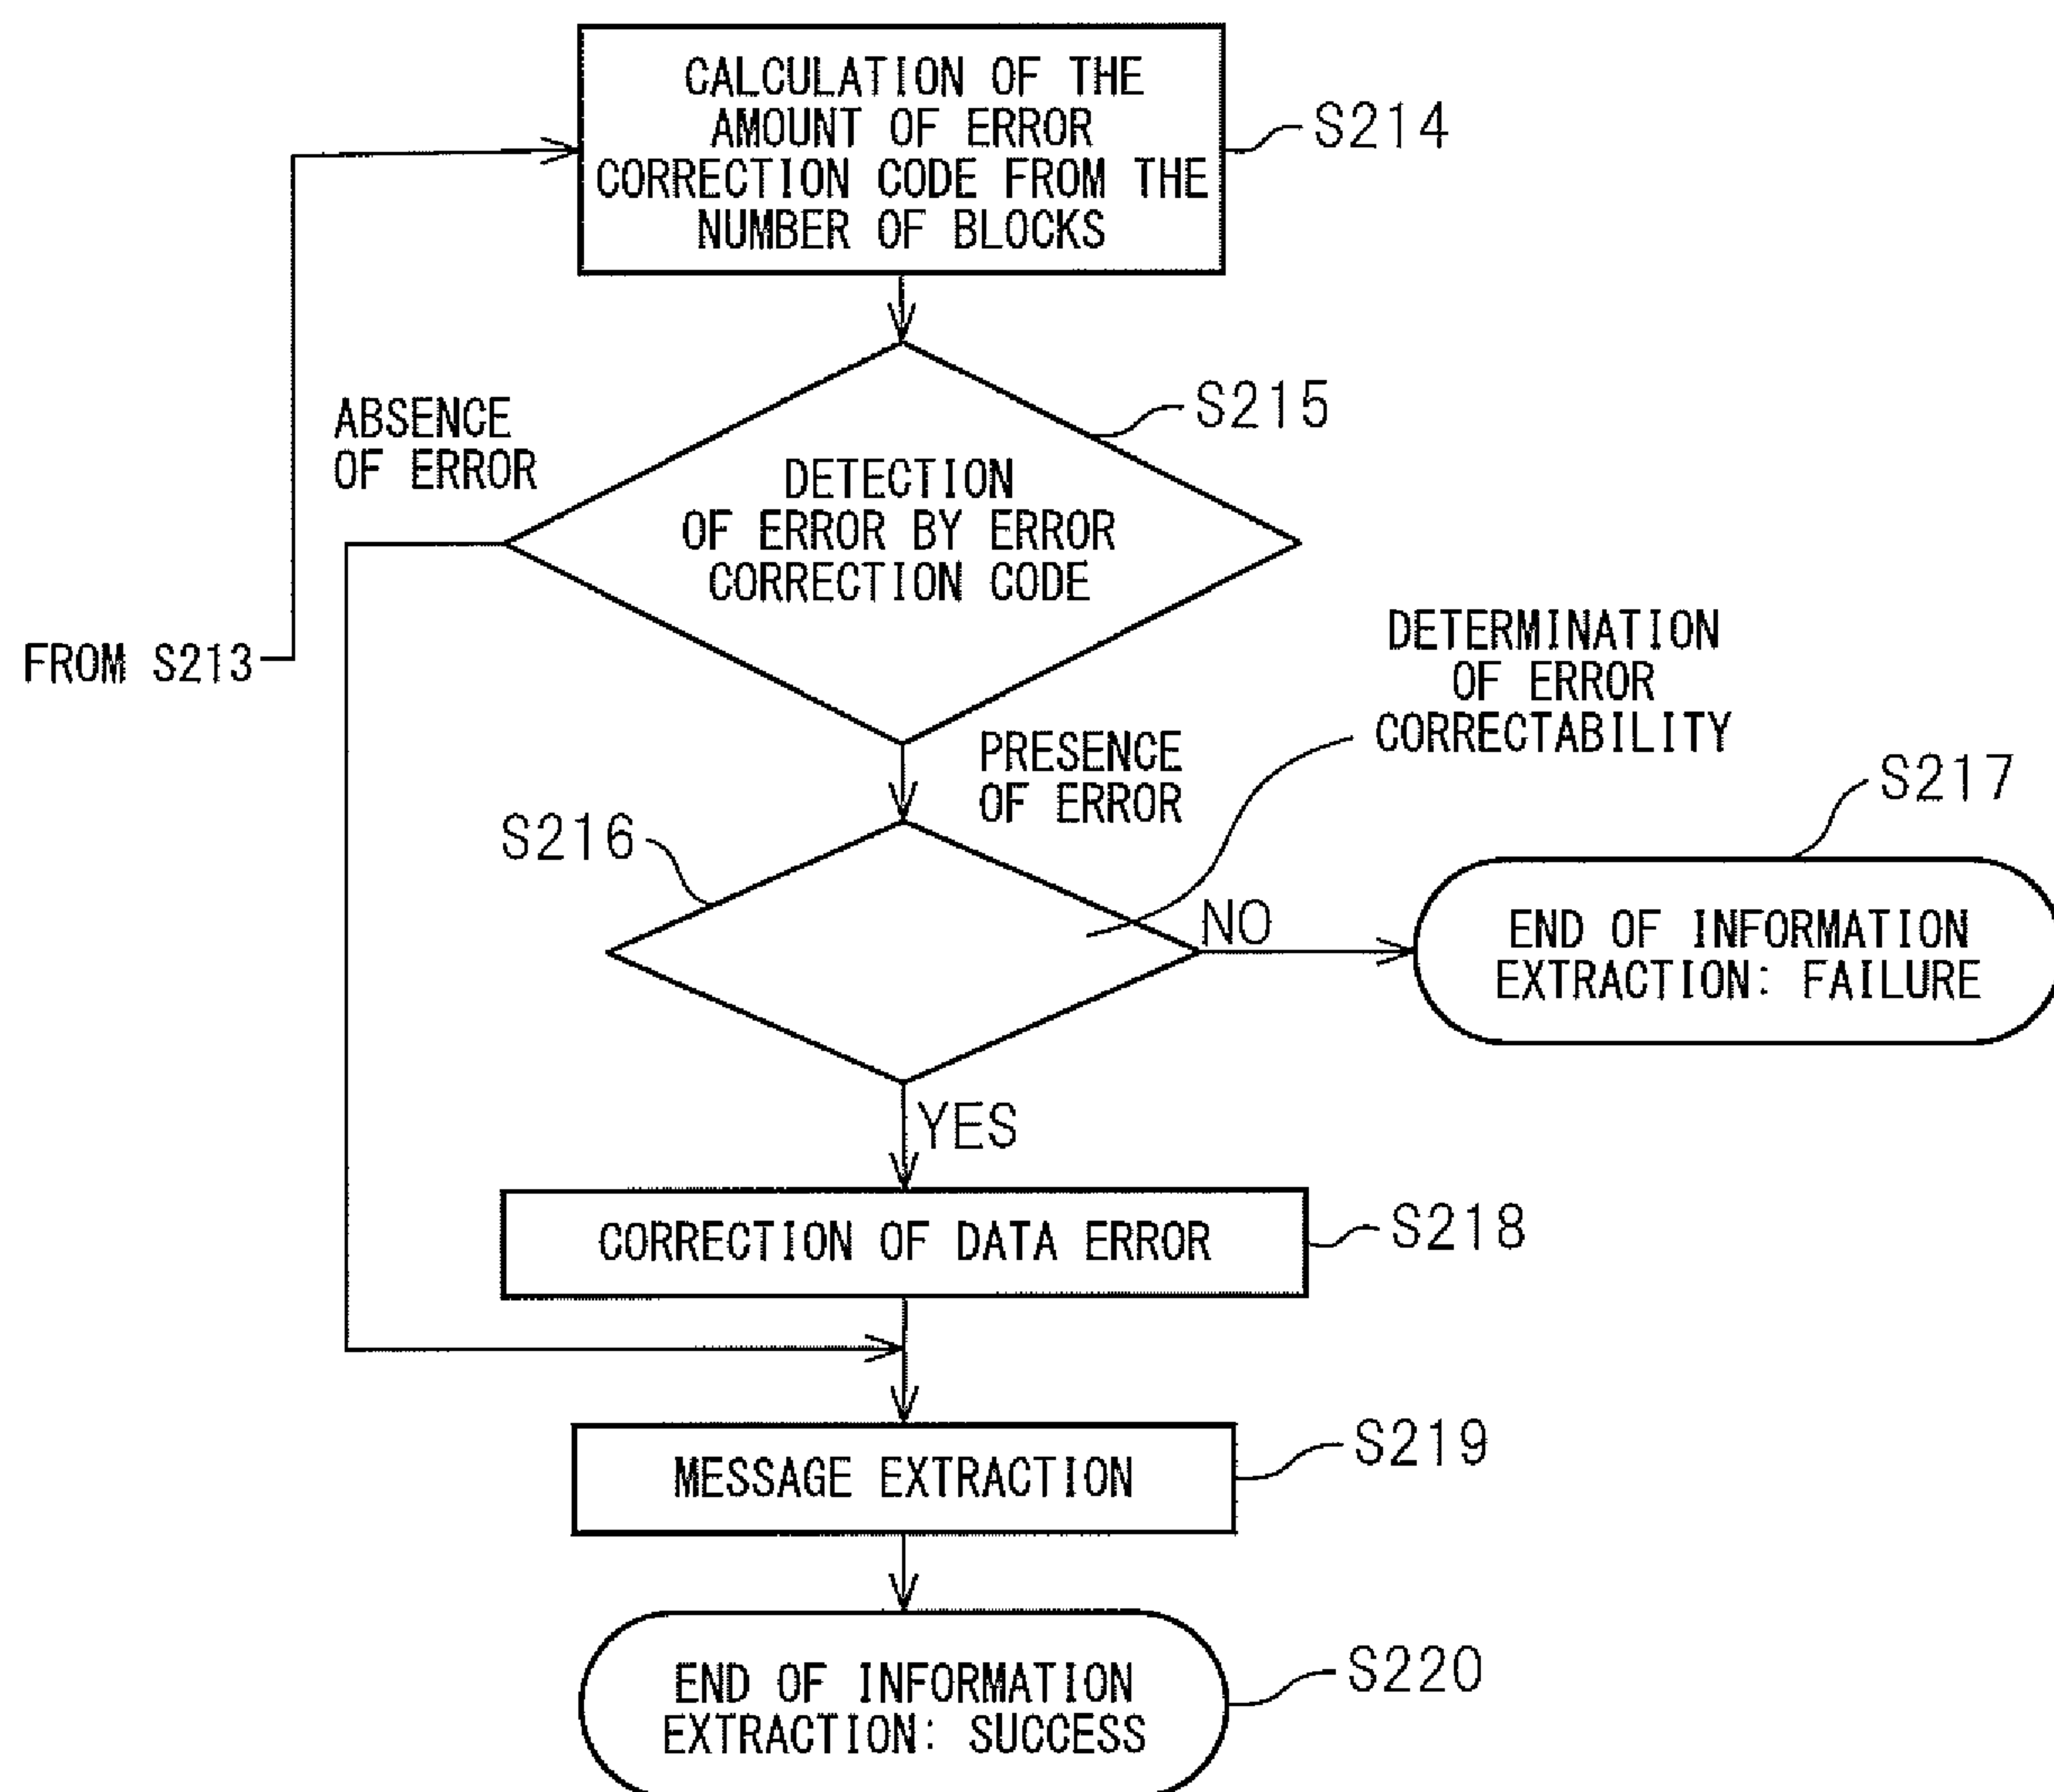 CALCULATION OF THE
AMOUNT OF ERROR
CORRECTION CODE FROM THE
NUMBER OF BLOCKS
S214
S215
ABSENCE
OF ERROR
DETECTION
OF ERROR BY ERROR
CORRECTION CODE
FROM S213
DETERMINATION
OF ERROR
CORRECTABILITY
PRESENCE
OF ERROR
S216
S217
NO
END OF INFORMATION
EXTRACTION: FAILURE
YES
CORRECTION OF DATA ERROR
S218
MESSAGE EXTRACTION
S219
END OF INFORMATION
EXTRACTION: SUCCESS
S220